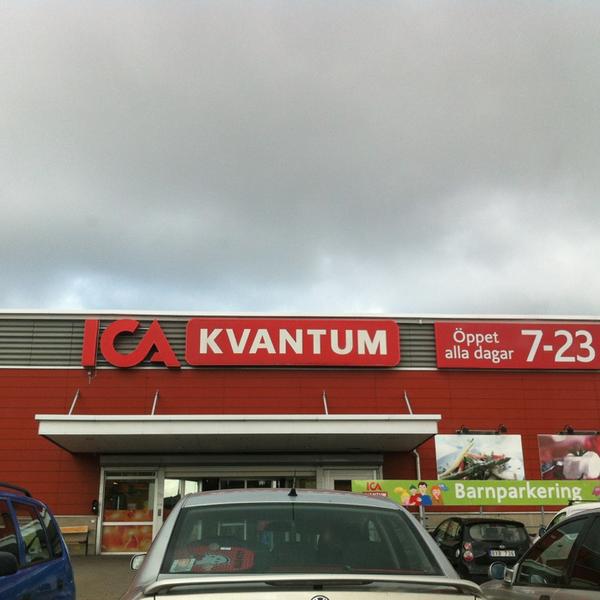 ICA KVANTUM
Öppet
alla dagar 7-23
ICA
KVANTUM
Barnparkering